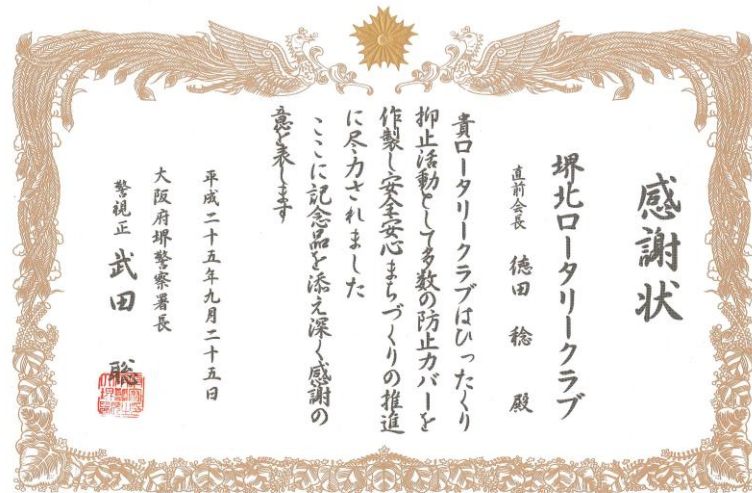 感謝状
堺北ロータリークラブ
直前会長 徳田 稔 殿
貴ロータリークラブはひったくり
抑止活動として多数の防止カバーを
作製し安全安心まちづくりの推進
に尽力されました
ここに記念品を添え深く感謝の
意を表します
平成二十五年九月二十五日
大阪府堺警察署長
警視正 武田 聡